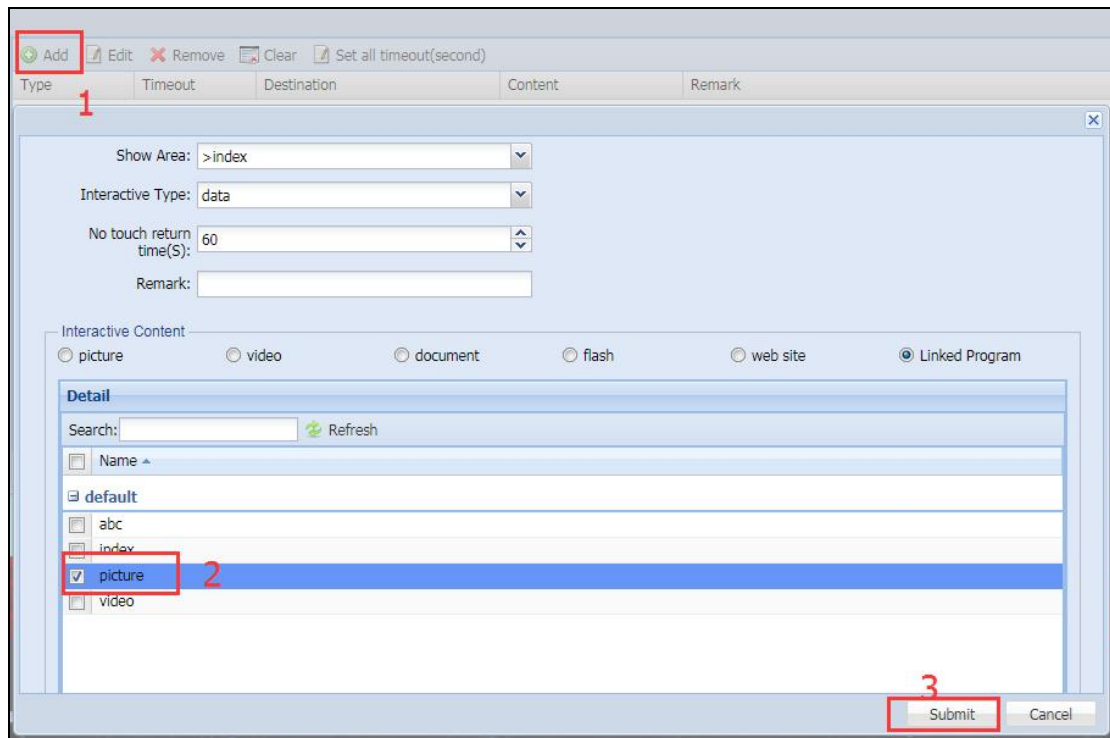 Add Edit Remove Clear Set all timeout(second)
Type Timeout Destination Content Remark
1
Show Area: >index
Interactive Type: data
No touch return
time(S): 60
Remark:
Interactive Content
picture video document flash web site Linked Program
Detail
Search: Refresh
Name
default
abc
index
picture 2
video
3
Submit Cancel